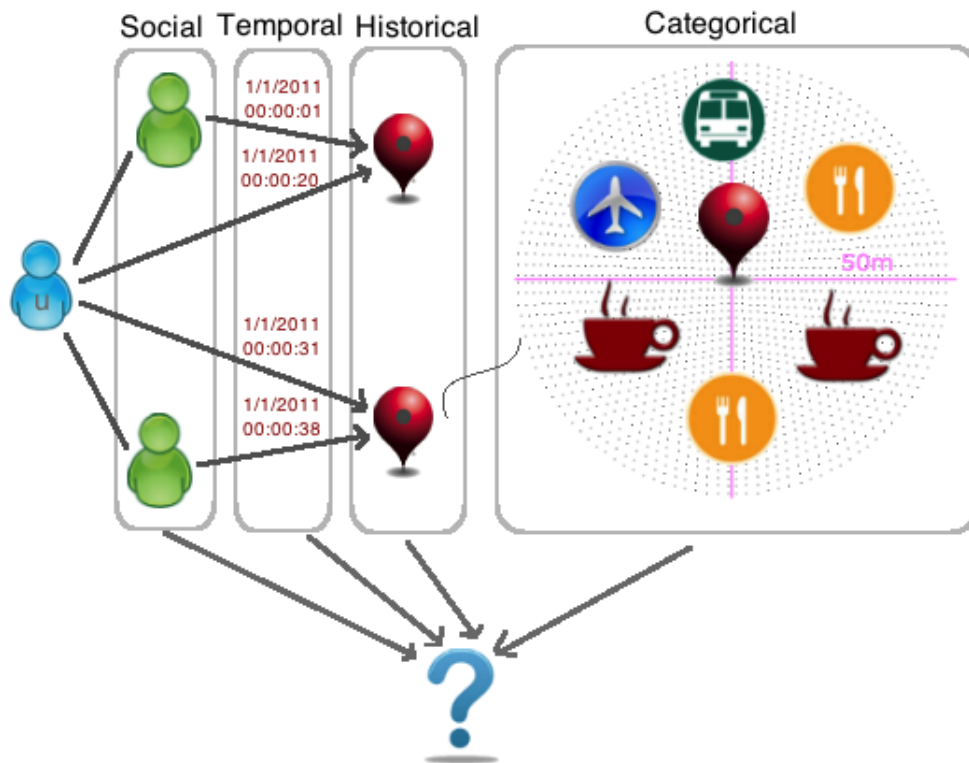 Social
Temporal
Historical
Categorical
1/1/2011
00:00:01
1/1/2011
00:00:20
u
50m
1/1/2011
00:00:31
1/1/2011
00:00:38
?